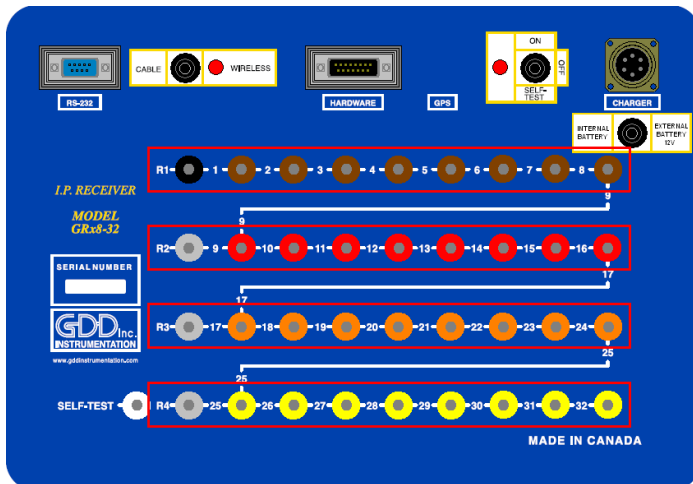 CABLE WIRELESS
ON
OFF
SELF-
TEST
RS-232 HARDWARE GPS CHARGER
INTERNAL
BATTERY
EXTERNAL
BATTERY
12V
R1 1 2 3 4 5 6 7 8
9
I.P. RECEIVER
MODEL
GRx8-32
9
R2 9 10 11 12 13 14 15 16
17
SERIAL NUMBER
17
R3 17 18 19 20 21 22 23 24
GDD Inc.
INSTRUMENTATION
www.gddinstrumentation.com
25
25
SELF-TEST R4 25 26 27 28 29 30 31 32
MADE IN CANADA